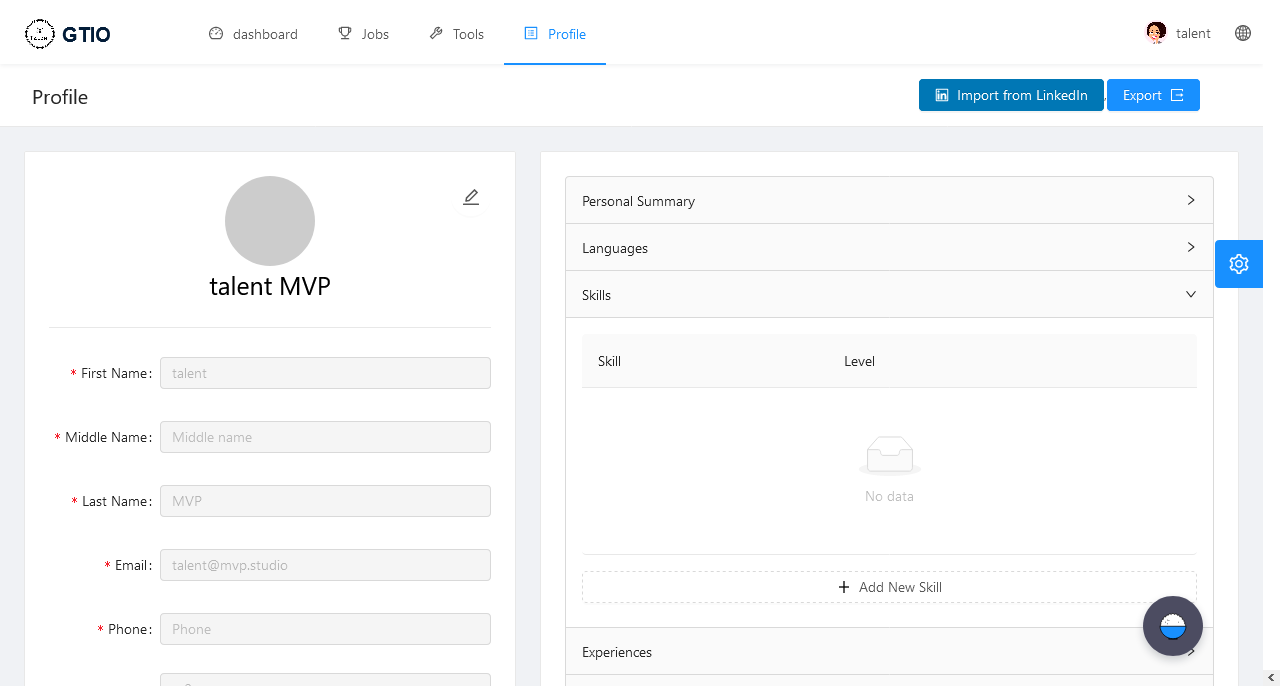 GTIO
dashboard
Jobs
Tools
Profile
talent
Profile
Import from LinkedIn
Export
talent MVP
* First Name:
talent
* Middle Name:
Middle name
* Last Name:
MVP
* Email:
talent@mvp.studio
* Phone:
Phone
Personal Summary
Languages
Skills
Skill
Level
No data
Add New Skill
Experiences